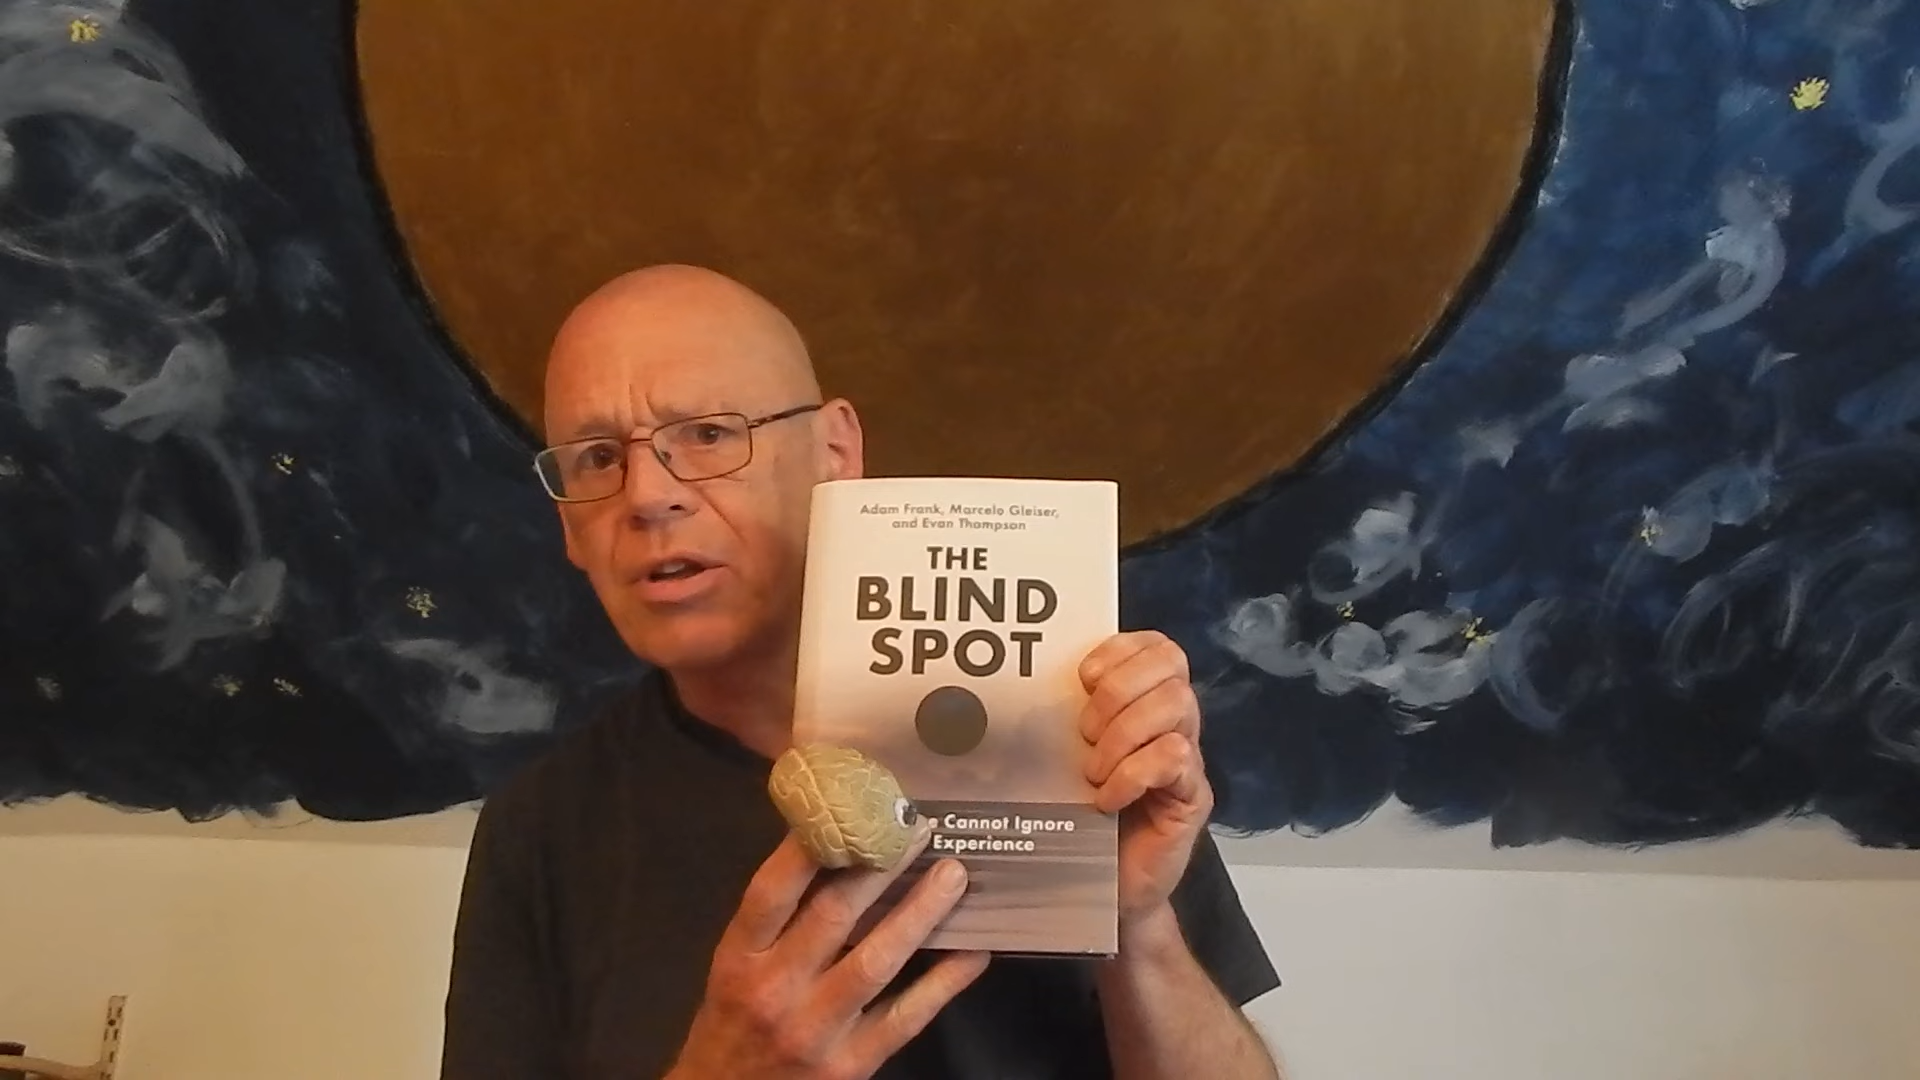 Adam Frank, Marcelo Gleiser,
and Evan Thompson
THE
BLIND
SPOT
Cannot Ignore
Experience